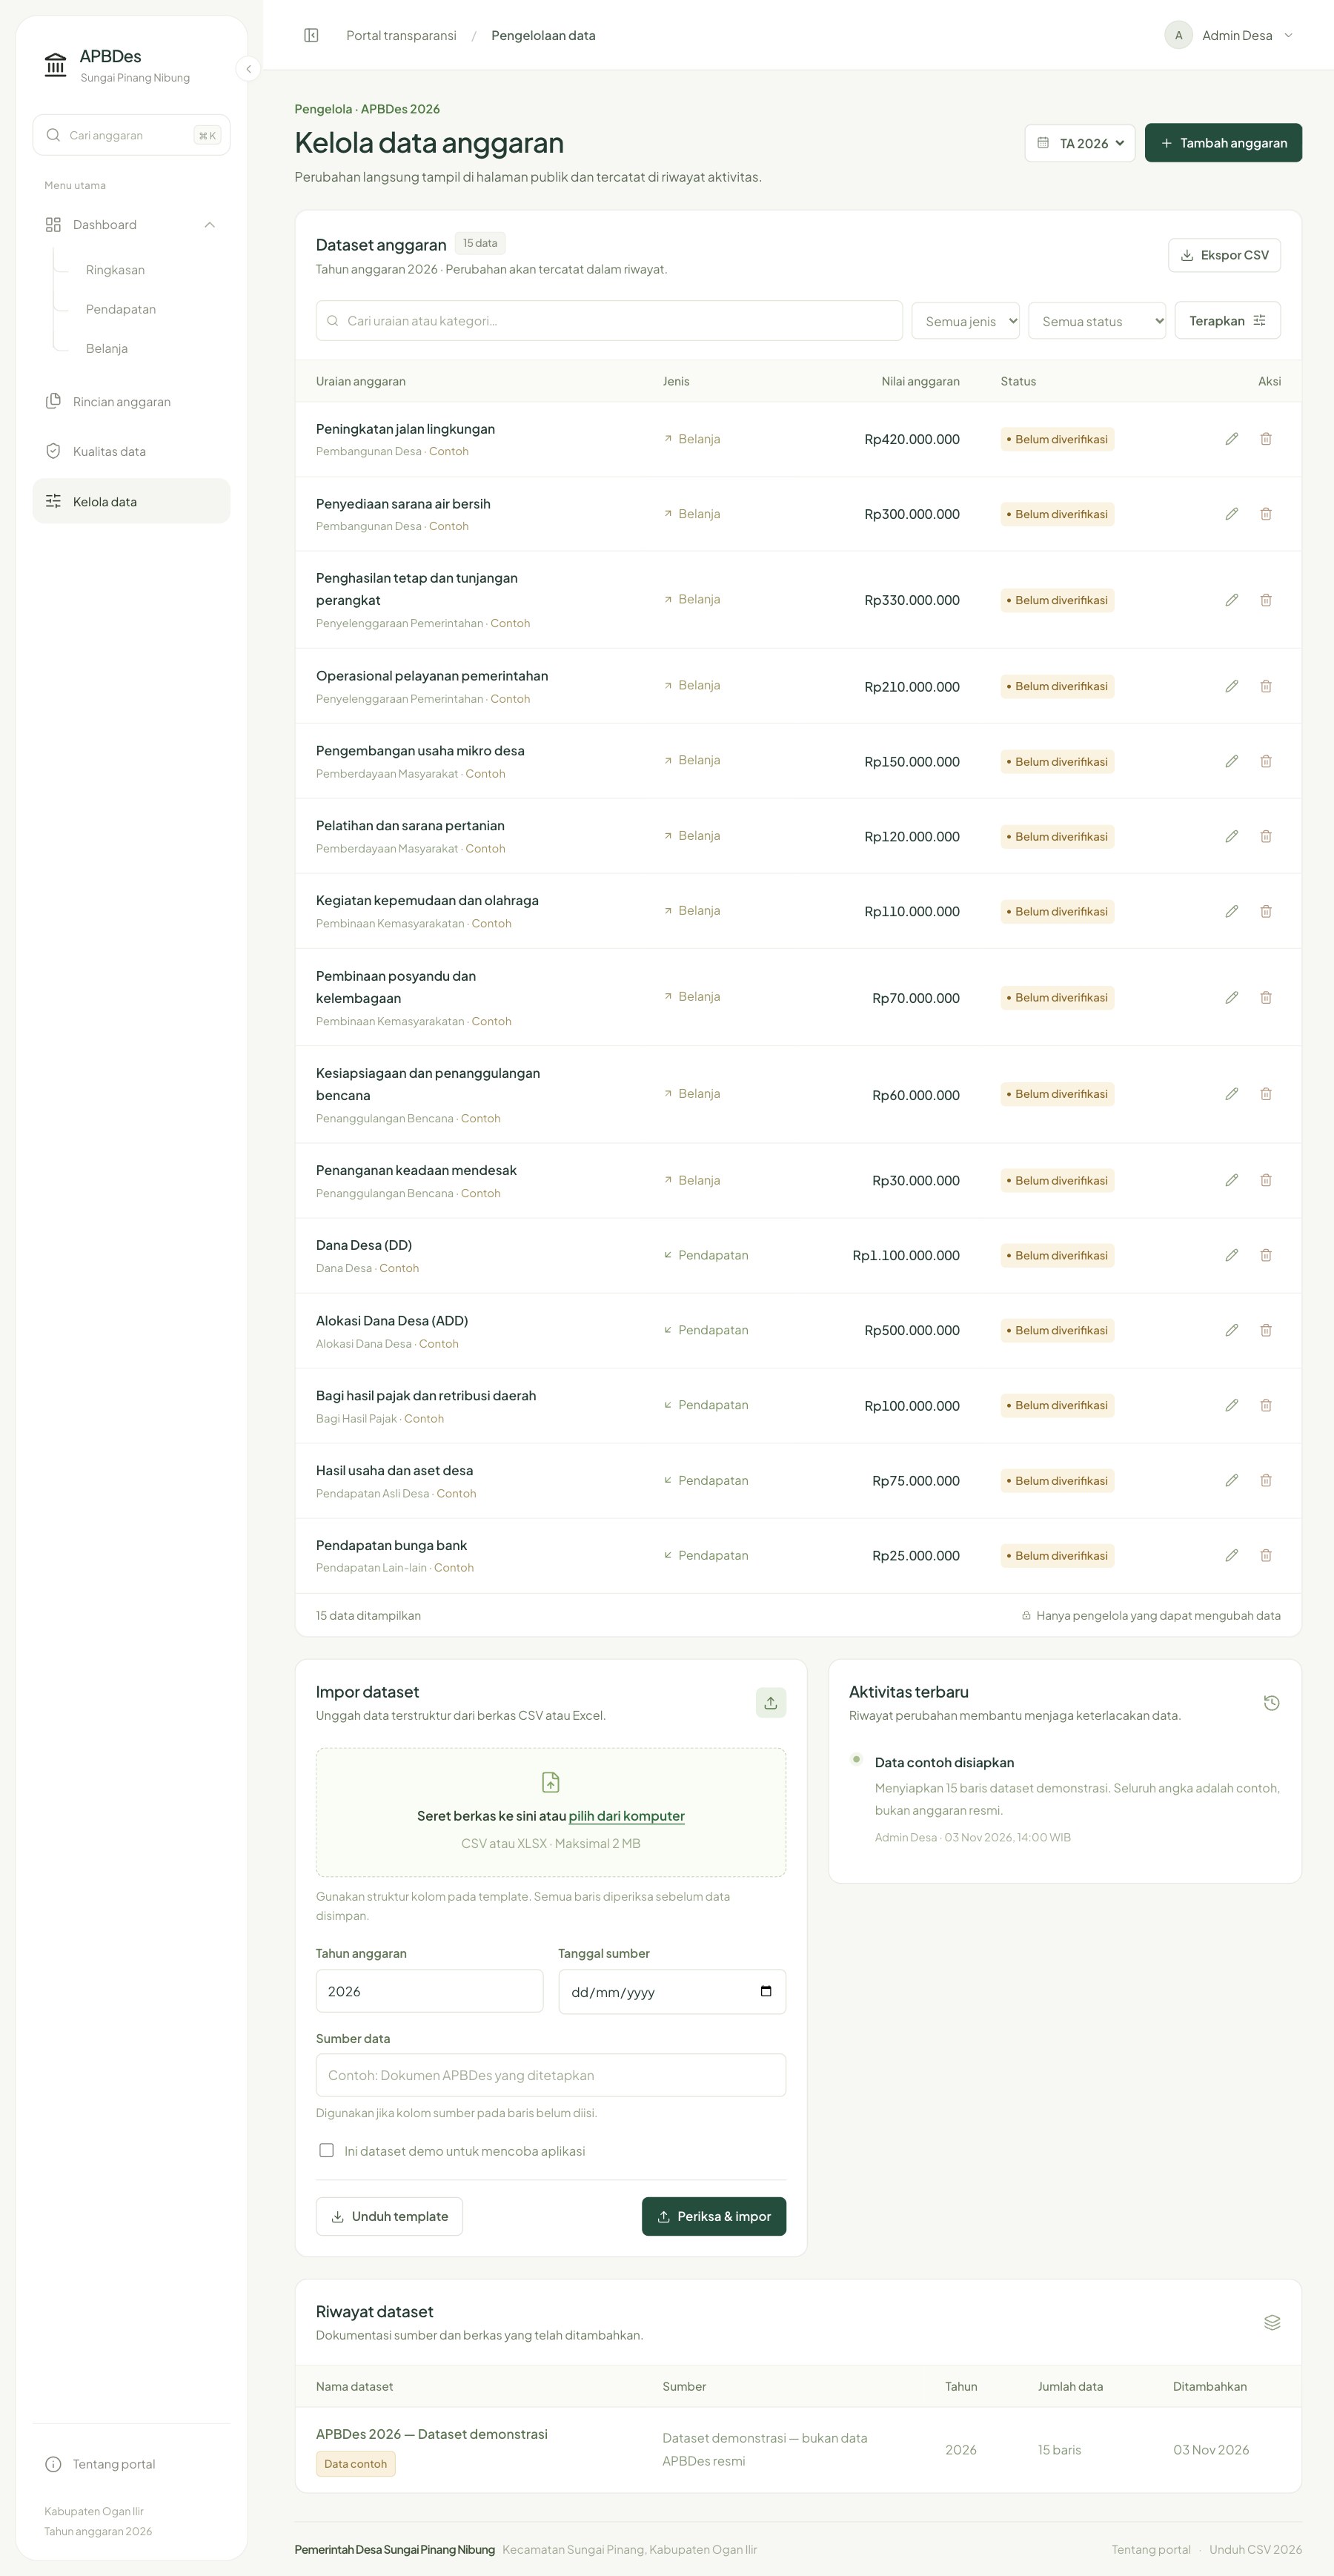 APBDes
Sungai Pinang Nibung
Cari anggaran
⌘ K
Menu utama
Dashboard
Ringkasan
Pendapatan
Belanja
Rincian anggaran
Kualitas data
Kelola data
Tentang portal
Kabupaten Ogan Ilir
Tahun anggaran 2026
Portal transparansi / Pengelolaan data
A Admin Desa
Pengelola · APBDes 2026
Kelola data anggaran
Perubahan langsung tampil di halaman publik dan tercatat di riwayat aktivitas.
TA 2026
Tambah anggaran
Dataset anggaran 15 data
Tahun anggaran 2026 · Perubahan akan tercatat dalam riwayat.
Ekspor CSV
Cari uraian atau kategori...
Semua jenis
Semua status
Terapkan
Uraian anggaran Jenis Nilai anggaran Status Aksi
Peningkatan jalan lingkungan
Pembangunan Desa · Contoh
Belanja Rp420.000.000 Belum diverifikasi
Penyediaan sarana air bersih
Pembangunan Desa · Contoh
Belanja Rp300.000.000 Belum diverifikasi
Penghasilan tetap dan tunjangan
perangkat
Penyelenggaraan Pemerintahan · Contoh
Belanja Rp330.000.000 Belum diverifikasi
Operasional pelayanan pemerintahan
Penyelenggaraan Pemerintahan · Contoh
Belanja Rp210.000.000 Belum diverifikasi
Pengembangan usaha mikro desa
Pemberdayaan Masyarakat · Contoh
Belanja Rp150.000.000 Belum diverifikasi
Pelatihan dan sarana pertanian
Pemberdayaan Masyarakat · Contoh
Belanja Rp120.000.000 Belum diverifikasi
Kegiatan kepemudaan dan olahraga
Pembinaan Kemasyarakatan · Contoh
Belanja Rp110.000.000 Belum diverifikasi
Pembinaan posyandu dan
kelembagaan
Pembinaan Kemasyarakatan · Contoh
Belanja Rp70.000.000 Belum diverifikasi
Kesiapsiagaan dan penanggulangan
bencana
Penanggulangan Bencana · Contoh
Belanja Rp60.000.000 Belum diverifikasi
Penanganan keadaan mendesak
Penanggulangan Bencana · Contoh
Belanja Rp30.000.000 Belum diverifikasi
Dana Desa (DD)
Dana Desa · Contoh
Pendapatan Rp1.100.000.000 Belum diverifikasi
Alokasi Dana Desa (ADD)
Alokasi Dana Desa · Contoh
Pendapatan Rp500.000.000 Belum diverifikasi
Bagi hasil pajak dan retribusi daerah
Bagi Hasil Pajak · Contoh
Pendapatan Rp100.000.000 Belum diverifikasi
Hasil usaha dan aset desa
Pendapatan Asli Desa · Contoh
Pendapatan Rp75.000.000 Belum diverifikasi
Pendapatan bunga bank
Pendapatan Lain-lain · Contoh
Pendapatan Rp25.000.000 Belum diverifikasi
15 data ditampilkan
Hanya pengelola yang dapat mengubah data
Impor dataset
Unggah data terstruktur dari berkas CSV atau Excel.
Seret berkas ke sini atau pilih dari komputer
CSV atau XLSX · Maksimal 2 MB
Gunakan struktur kolom pada template. Semua baris diperiksa sebelum data
disimpan.
Tahun anggaran Tanggal sumber
2026 dd/mm/yyyy
Sumber data
Contoh: Dokumen APBDes yang ditetapkan
Digunakan jika kolom sumber pada baris belum diisi.
Ini dataset demo untuk mencoba aplikasi
Unduh template
Periksa & impor
Aktivitas terbaru
Riwayat perubahan membantu menjaga keterlacakan data.
Data contoh disiapkan
Menyiapkan 15 baris dataset demonstrasi. Seluruh angka adalah contoh,
bukan anggaran resmi.
Admin Desa · 03 Nov 2026, 14:00 WIB
Riwayat dataset
Dokumentasi sumber dan berkas yang telah ditambahkan.
Nama dataset Sumber Tahun Jumlah data Ditambahkan
APBDes 2026 — Dataset demonstrasi
Data contoh
Dataset demonstrasi — bukan data
APBDes resmi
2026 15 baris 03 Nov 2026
Pemerintah Desa Sungai Pinang Nibung Kecamatan Sungai Pinang, Kabupaten Ogan Ilir
Tentang portal · Unduh CSV 2026